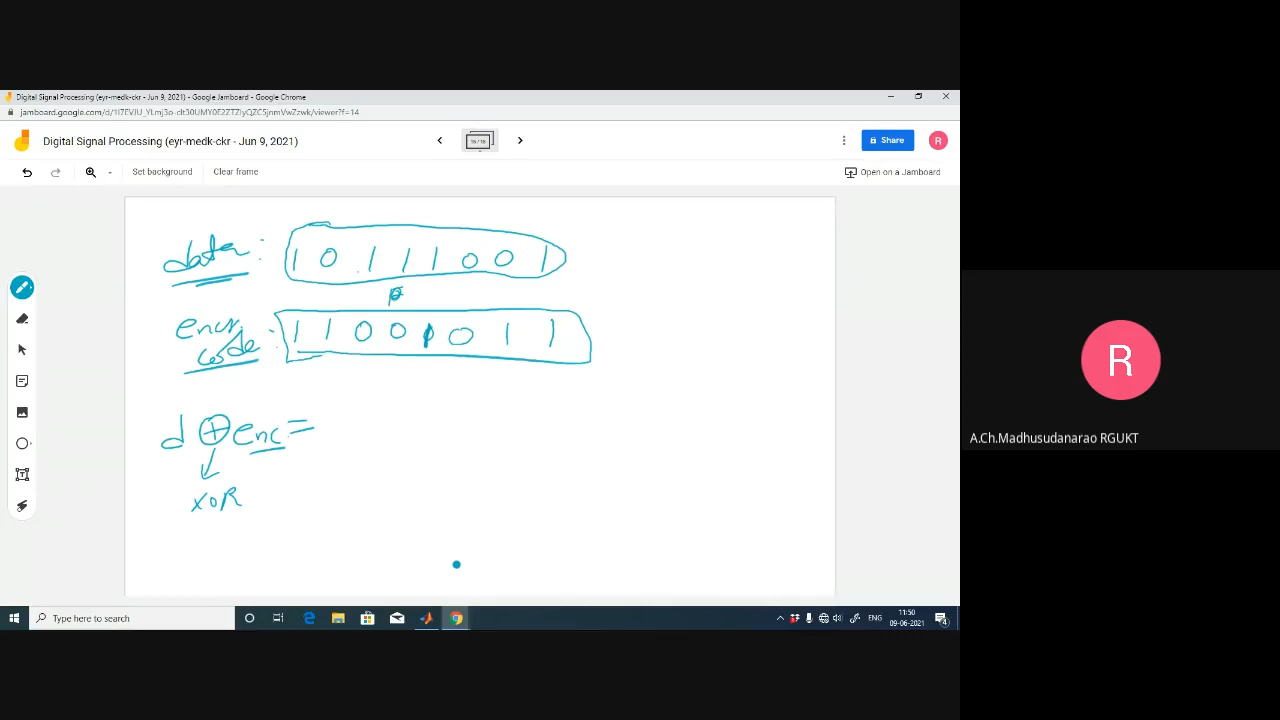 Digital Signal Processing (eyr-medk-ckr - Jun 9, 2021) - Google Jamboard - Google Chrome
Digital Signal Processing (eyr-medk-ckr - Jun 9, 2021)
Share
R
Set background
Clear frame
Open on a Jamboard
data: 1 0 1 1 1 0 0 1
encr code: 1 1 0 0 1 0 1 1
d ⊕ enc =
XOR
R
A.Ch.Madhusudanarao RGUKT
Type here to search
ENG
11:50
09-06-2021